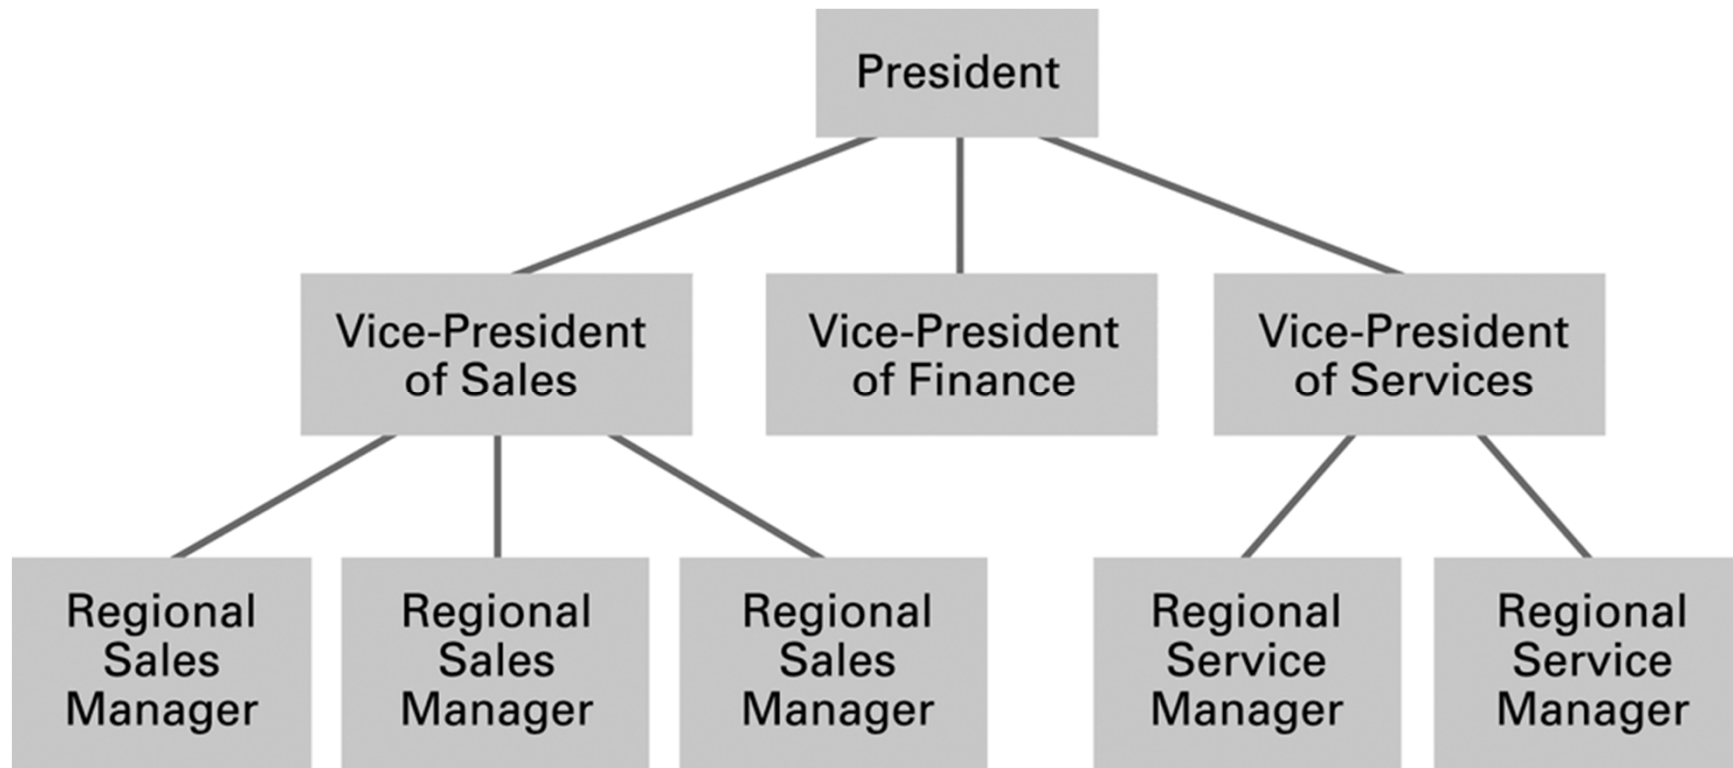 President
Vice-President
of Sales
Vice-President
of Finance
Vice-President
of Services
Regional
Sales
Manager
Regional
Sales
Manager
Regional
Sales
Manager
Regional
Service
Manager
Regional
Service
Manager